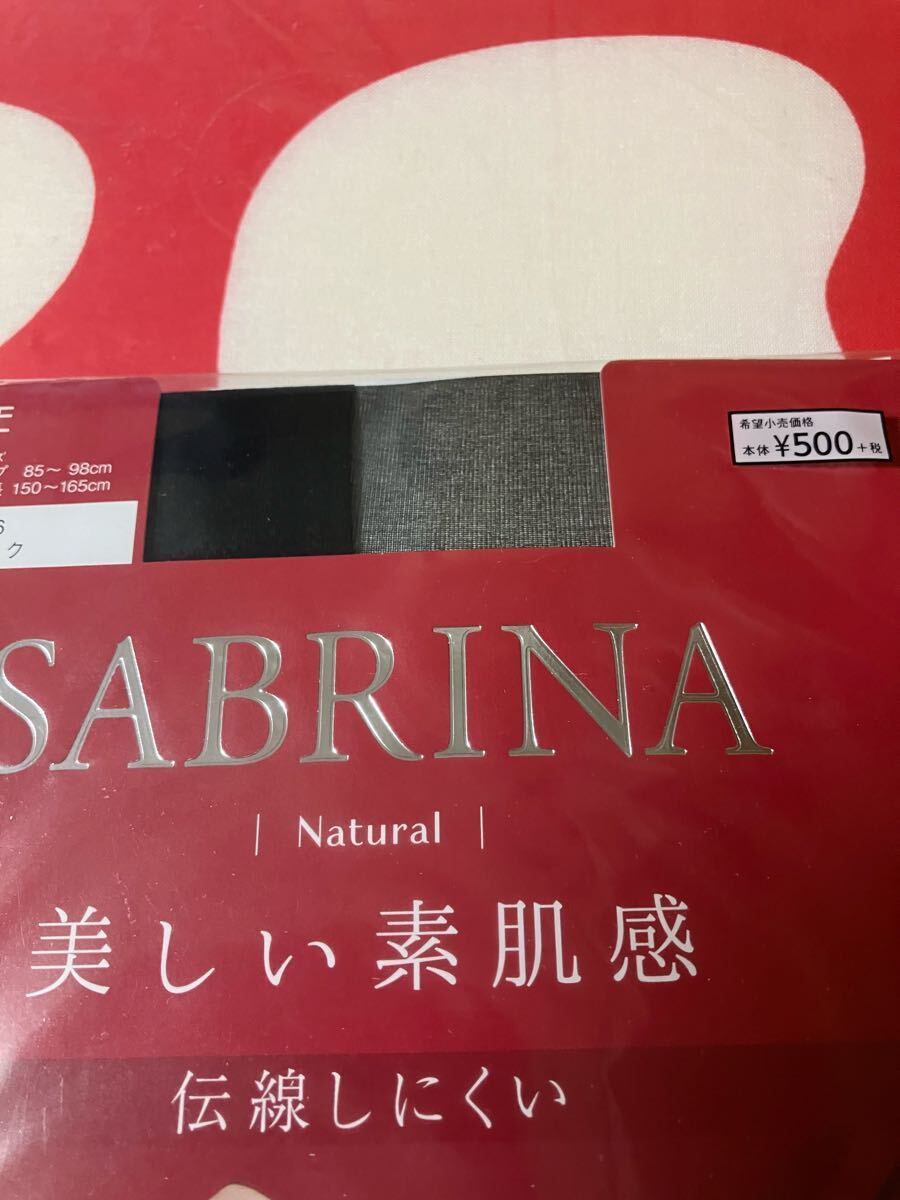 85～98cm
150～165cm
ク
希望小売価格
本体 ¥500 +税
SABRINA
Natural
美しい素肌感
伝線しにくい